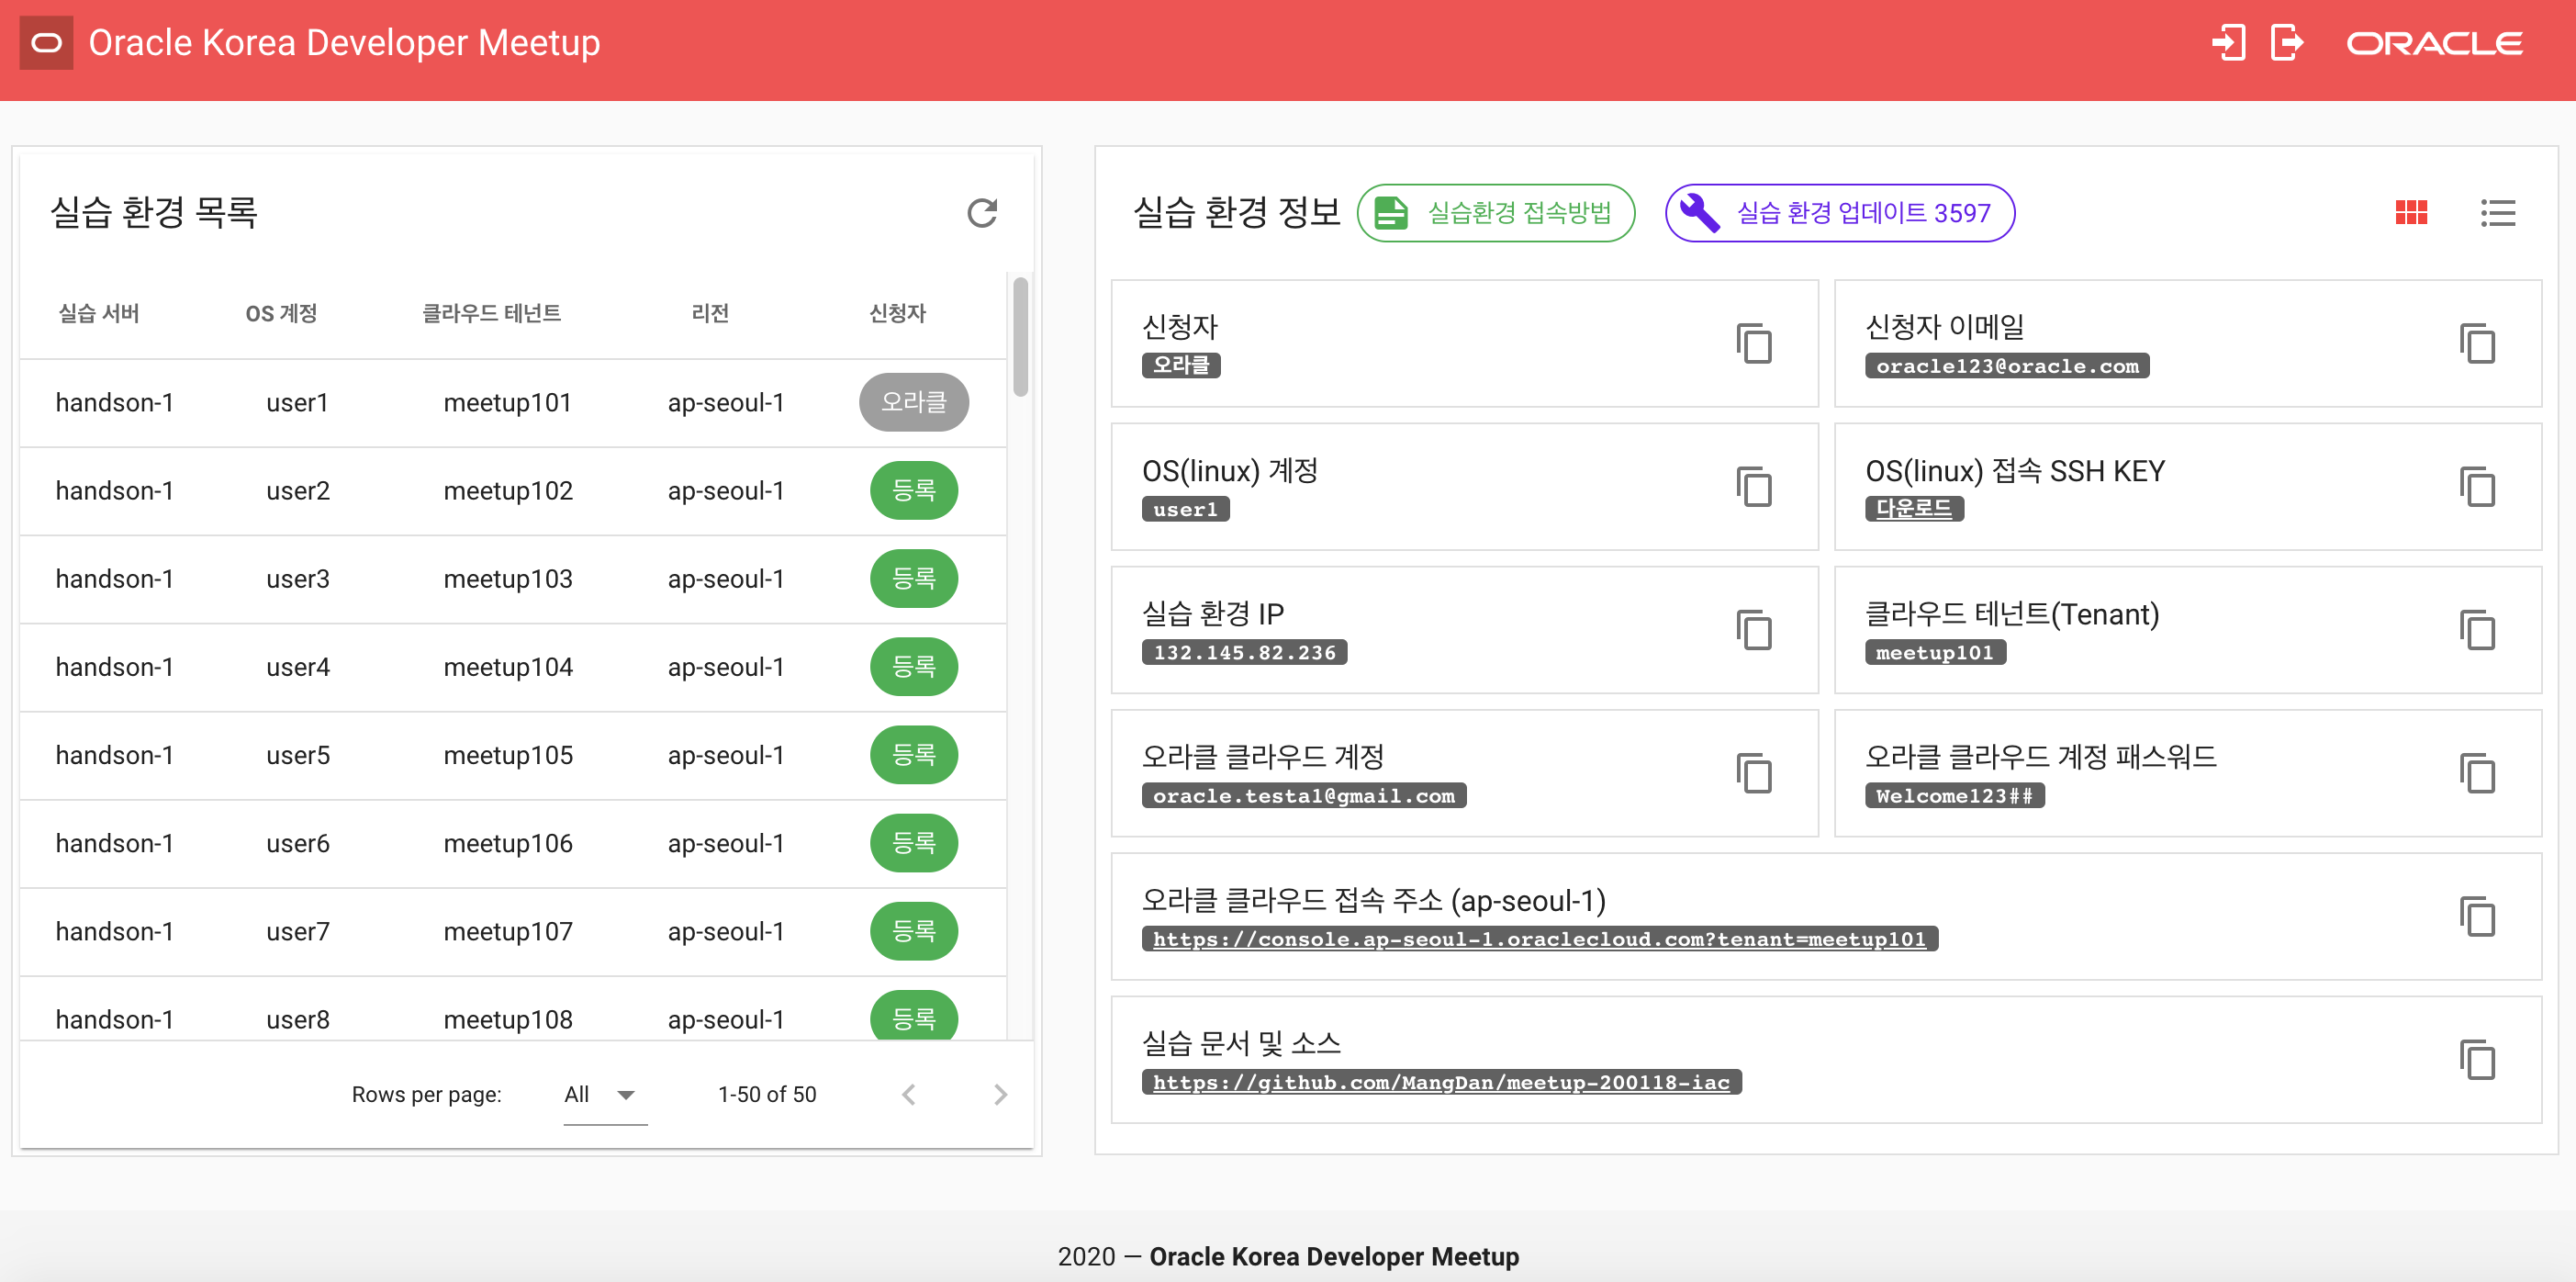 Oracle Korea Developer Meetup
ORACLE
실습 환경 목록
실습 서버 OS 계정 클라우드 테넌트 리전 신청자
handson-1 user1 meetup101 ap-seoul-1 오라클
handson-1 user2 meetup102 ap-seoul-1 등록
handson-1 user3 meetup103 ap-seoul-1 등록
handson-1 user4 meetup104 ap-seoul-1 등록
handson-1 user5 meetup105 ap-seoul-1 등록
handson-1 user6 meetup106 ap-seoul-1 등록
handson-1 user7 meetup107 ap-seoul-1 등록
handson-1 user8 meetup108 ap-seoul-1 등록
Rows per page: All 1-50 of 50
실습 환경 정보 실습환경 접속방법 실습 환경 업데이트 3597
신청자
오라클
신청자 이메일
oracle123@oracle.com
OS(linux) 계정
user1
OS(linux) 접속 SSH KEY
다운로드
실습 환경 IP
132.145.82.236
클라우드 테넌트(Tenant)
meetup101
오라클 클라우드 계정
oracle.testa1@gmail.com
오라클 클라우드 계정 패스워드
Welcome123##
오라클 클라우드 접속 주소 (ap-seoul-1)
https://console.ap-seoul-1.oraclecloud.com?tenant=meetup101
실습 문서 및 소스
https://github.com/MangDan/meetup-200118-iac
2020 — Oracle Korea Developer Meetup